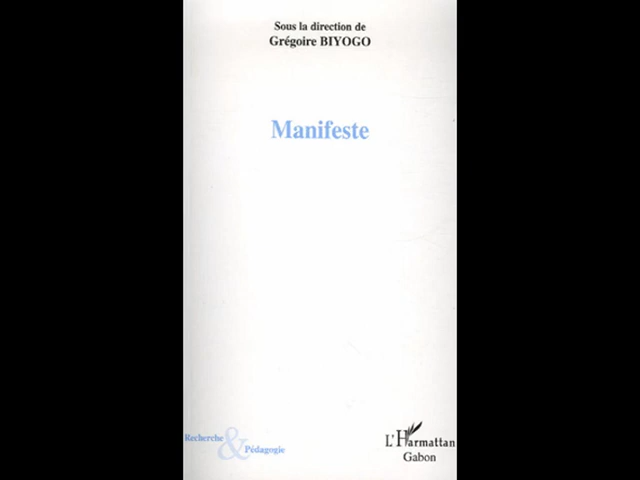 Sous la direction de
Grégoire BIYOGO
Manifeste
Recherche & Pédagogie
L'Harmattan
Gabon